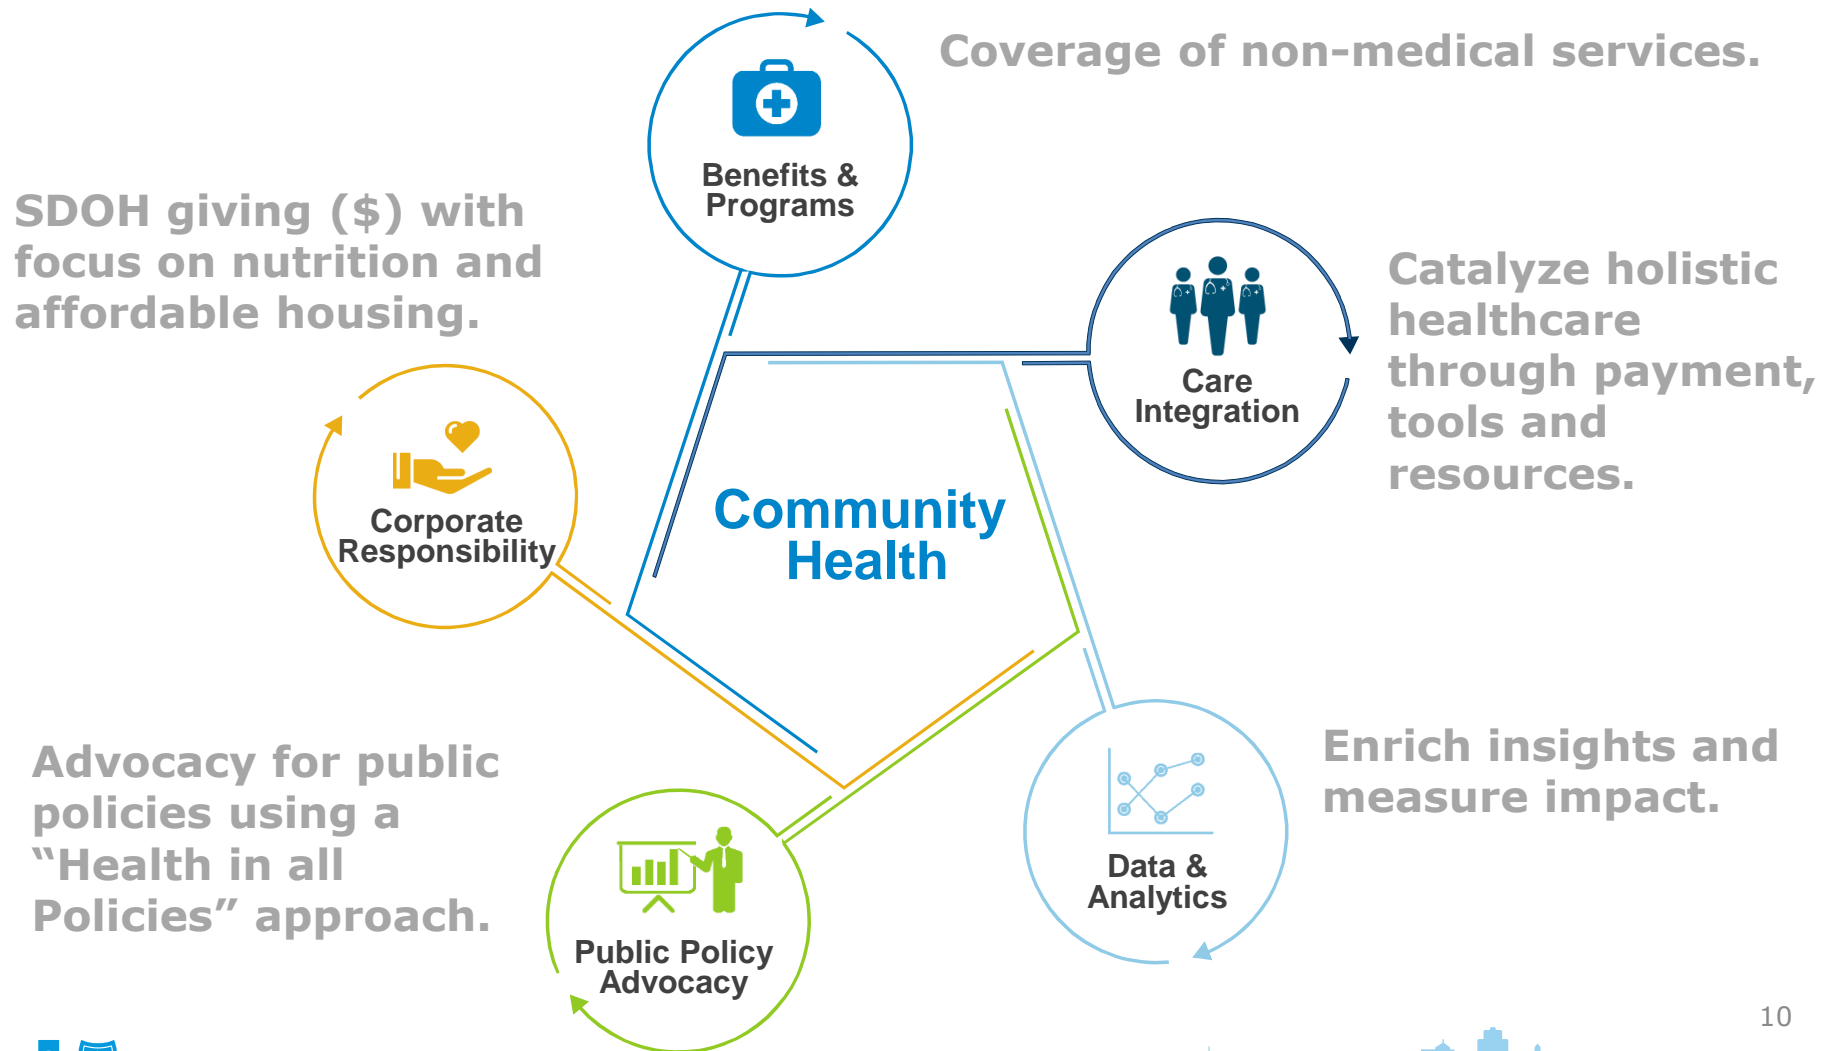 Coverage of non-medical services.
Benefits &
Programs
SDOH giving ($) with
focus on nutrition and
affordable housing.
Catalyze holistic
healthcare
through payment,
tools and
resources.
Care
Integration
Corporate
Responsibility
Community
Health
Advocacy for public
policies using a
“Health in all
Policies” approach.
Enrich insights and
measure impact.
Data &
Analytics
Public Policy
Advocacy
10